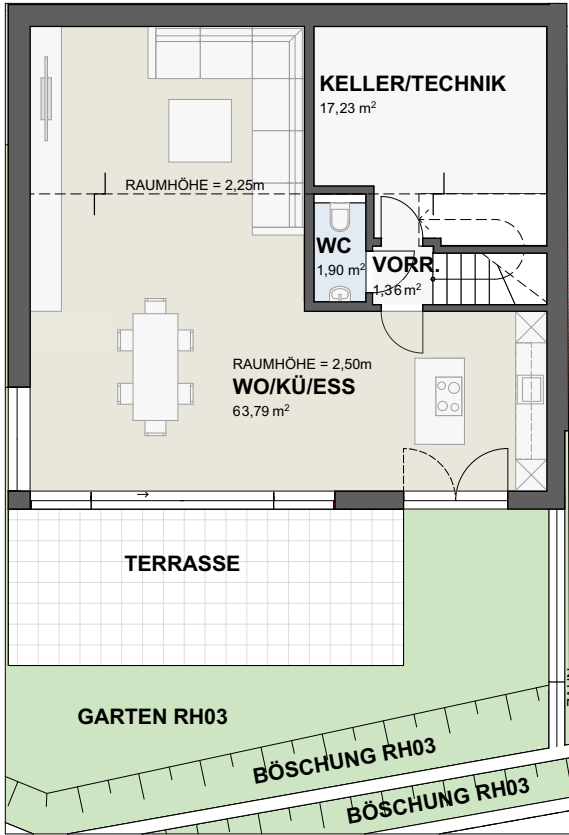 KELLER/TECHNIK
17,23 m²
RAUMHÖHE = 2,25m
WC
1,90 m²
VORR.
1,36 m²
RAUMHÖHE = 2,50m
WO/KÜ/ESS
63,79 m²
TERRASSE
GARTEN RH03
BÖSCHUNG RH03
BÖSCHUNG RH03